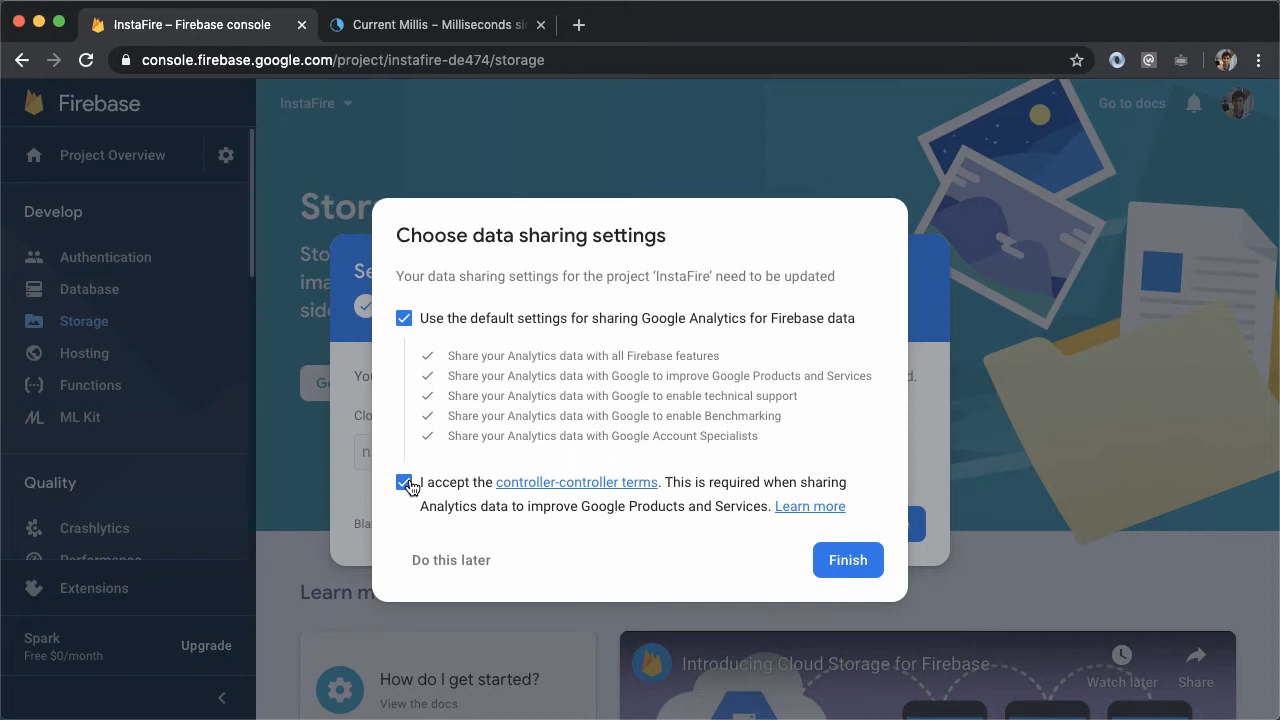 InstaFire – Firebase console
Current Millis – Milliseconds si
console.firebase.google.com/project/instafire-de474/storage
Firebase
InstaFire
Go to docs
Project Overview
Develop
Authentication
Database
Storage
Hosting
Functions
ML Kit
Quality
Crashlytics
Performance
Extensions
Spark
Free $0/month
Upgrade
Choose data sharing settings
Your data sharing settings for the project 'InstaFire' need to be updated
Use the default settings for sharing Google Analytics for Firebase data
Share your Analytics data with all Firebase features
Share your Analytics data with Google to improve Google Products and Services
Share your Analytics data with Google to enable technical support
Share your Analytics data with Google to enable Benchmarking
Share your Analytics data with Google Account Specialists
I accept the controller-controller terms. This is required when sharing
Analytics data to improve Google Products and Services. Learn more
Do this later
Finish
Learn m
How do I get started?
View the docs
Introducing Cloud Storage for Firebase
Watch later
Share